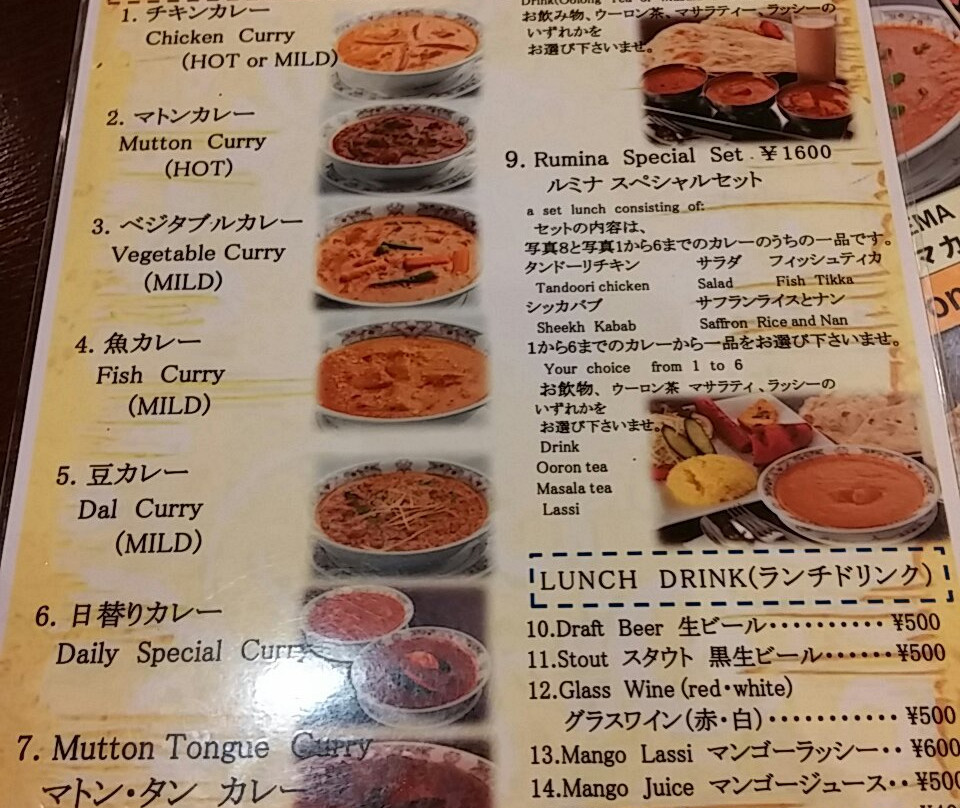 1. チキンカレー
Chicken Curry
(HOT or MILD)
2. マトンカレー
Mutton Curry
(HOT)
3. ベジタブルカレー
Vegetable Curry
(MILD)
4. 魚カレー
Fish Curry
(MILD)
5. 豆カレー
Dal Curry
(MILD)
6. 日替りカレー
Daily Special Curry
7. Mutton Tongue Curry
マトン・タン カレー
お飲み物、ウーロン茶、マサラティー、ラッシーの
いずれかを
お選び下さいませ。
9. Rumina Special Set ¥1600
ルミナ スペシャルセット
a set lunch consisting of:
セットの内容は、
写真8と写真1から6までのカレーのうちの一品です。
タンドーリチキン サラダ フィッシュティカ
Tandoori chicken Salad Fish Tikka
シッカバブ サフランライスとナン
Sheekh Kabab Saffron Rice and Nan
1から6までのカレーから一品をお選び下さいませ。
Your choice from 1 to 6
お飲物、ウーロン茶 マサラティ、ラッシーの
いずれかを
お選び下さいませ。
Drink
Ooron tea
Masala tea
Lassi
LUNCH DRINK(ランチドリンク)
10.Draft Beer 生ビール·········· ¥500
11.Stout スタウト 黒生ビール······ ¥500
12.Glass Wine (red・white)
グラスワイン(赤・白)··········· ¥500
13.Mango Lassi マンゴーラッシー·· ¥600
14.Mango Juice マンゴージュース·· ¥500
EMA
マカ
on